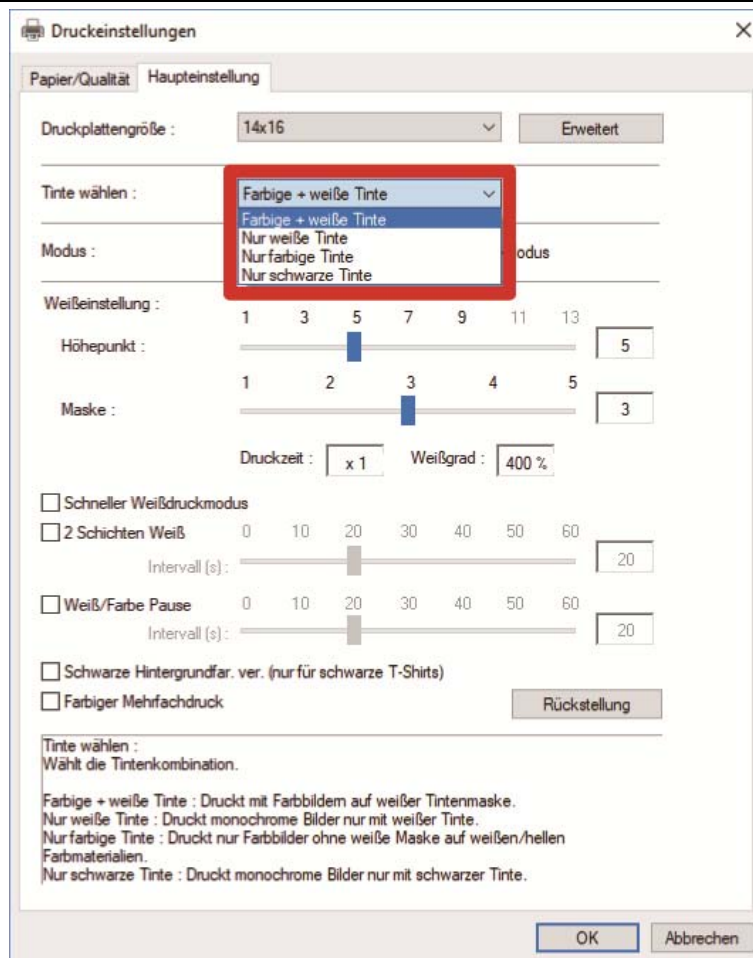 Druckeinstellungen
Papier/Qualität Haupteinstellung
Druckplattengröße : 14x16 Erweitert
Tinte wählen : Farbige + weiße Tinte
Farbige + weiße Tinte
Nur weiße Tinte
Modus : Nur farbige Tinte odus
Nur schwarze Tinte
Weißeinstellung :
1 3 5 7 9 11 13
Höhepunkt : 5
1 2 3 4 5
Maske : 3
Druckzeit : x 1 Weißgrad : 400 %
Schneller Weißdruckmodus
2 Schichten Weiß 0 10 20 30 40 50 60
Intervall (s) : 20
Weiß/Farbe Pause 0 10 20 30 40 50 60
Intervall (s) : 20
Schwarze Hintergrundfar. ver. (nur für schwarze T-Shirts)
Farbiger Mehrfachdruck Rückstellung
Tinte wählen :
Wählt die Tintenkombination.
Farbige + weiße Tinte : Druckt mit Farbbildern auf weißer Tintenmaske.
Nur weiße Tinte : Druckt monochrome Bilder nur mit weißer Tinte.
Nur farbige Tinte : Druckt nur Farbbilder ohne weiße Maske auf weißen/hellen
Farbmaterialien.
Nur schwarze Tinte : Druckt monochrome Bilder nur mit schwarzer Tinte.
OK Abbrechen